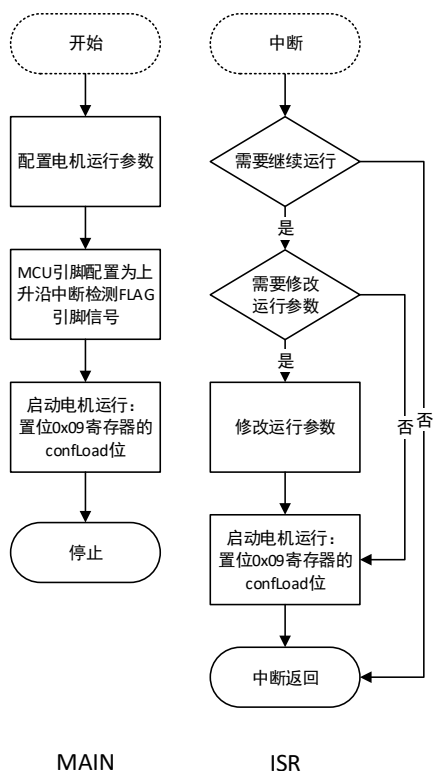 开始
配置电机运行参数
MCU引脚配置为上
升沿中断检测FLAG
引脚信号
启动电机运行：
置位0x09寄存器的
confLoad位
停止
MAIN
中断
需要继续运行
是
需要修改
运行参数
是
修改运行参数
否
否
启动电机运行：
置位0x09寄存器的
confLoad位
中断返回
ISR